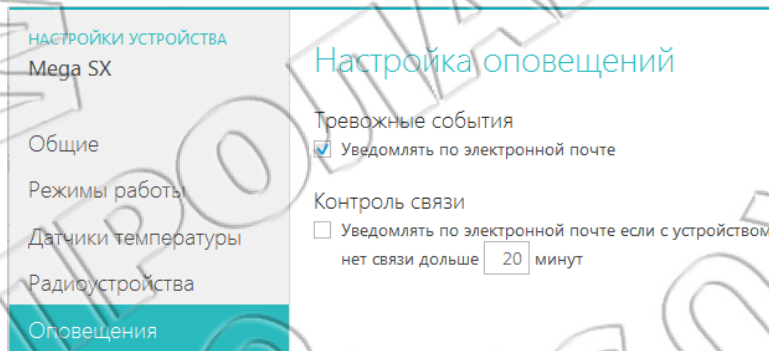 НАСТРОЙКИ УСТРОЙСТВА
Mega SX
Общие
Режимы работы
Датчики температуры
Радиоустройства
Оповещения
Настройка оповещений
Тревожные события
Уведомлять по электронной почте
Контроль связи
Уведомлять по электронной почте если с устройством
нет связи дольше 20 минут